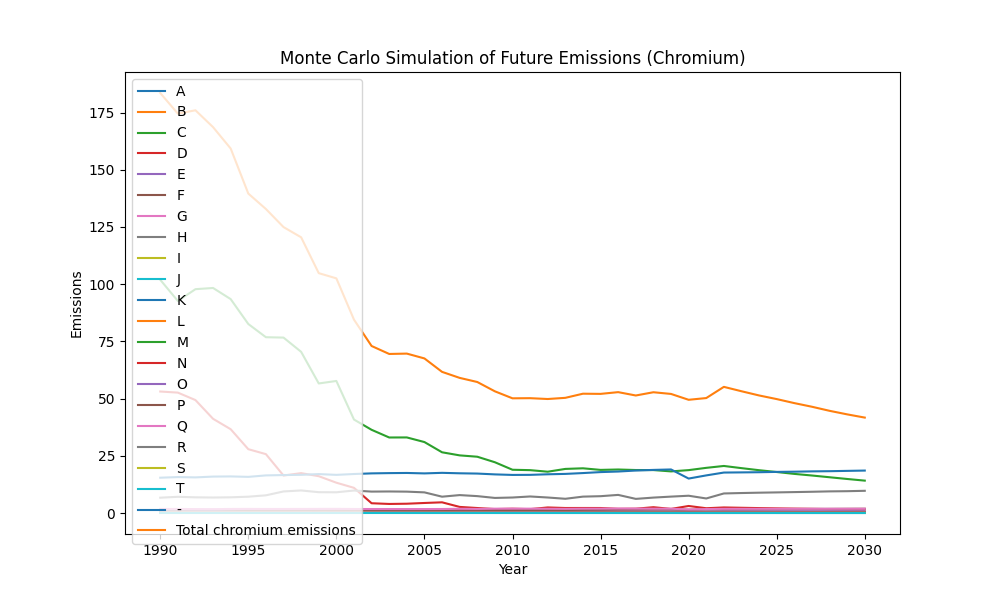 Monte Carlo Simulation of Future Emissions (Chromium)
175
150
125
100
75
50
25
0
Emissions
A
B
C
D
E
F
G
H
I
J
K
L
M
N
O
P
Q
R
S
T
-
Total chromium emissions
1990 1995 2000 2005 2010 2015 2020 2025 2030
Year